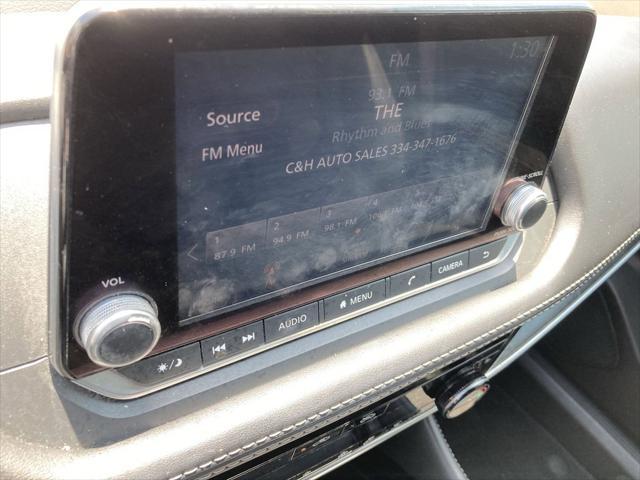 FM
1:30
93.1 FM
Source
THE
Rhythm and Blues
FM Menu
C&H AUTO SALES 334-347-1676
1 2 3 4
87.9 FM 94.9 FM 98.1 FM
VOL
AUDIO
MENU
CAMERA